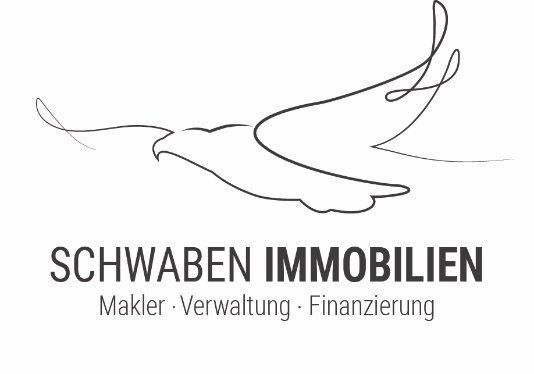 SCHWABEN IMMOBILIEN
Makler · Verwaltung · Finanzierung